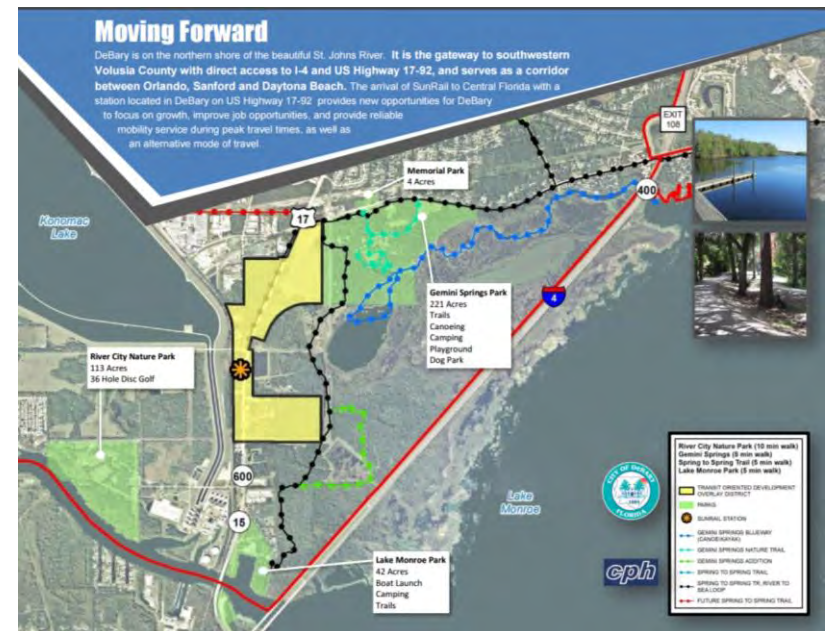 Moving Forward
DeBary is on the northern shore of the beautiful St. Johns River. It is the gateway to southwestern
Volusia County with direct access to I-4 and US Highway 17-92, and serves as a corridor
between Orlando, Sanford and Daytona Beach. The arrival of SunRail to Central Florida with a
station located in DeBary on US Highway 17-92 provides new opportunities for DeBary
to focus on growth, improve job opportunities, and provide reliable
mobility service during peak travel times, as well as
an alternative mode of travel.
EXIT
108
Memorial Park
4 Acres
400
17
Konomac
Lake
Gemini Springs Park
221 Acres
Trails
Canoeing
Camping
Playground
Dog Park
4
River City Nature Park
113 Acres
36 Hole Disc Golf
600
15
Lake
Monroe
Lake Monroe Park
42 Acres
Boat Launch
Camping
Trails
CITY OF DEBARY
FLORIDA
cph
River City Nature Park (10 min walk)
Gemini Springs (5 min walk)
Spring to Spring Trail (5 min walk)
Lake Monroe Park (5 min walk)
TRANSIT ORIENTED DEVELOPMENT
OVERLAY DISTRICT
PARKS
SUNRAIL STATION
GEMINI SPRINGS BLUEWAY
(CANOE/KAYAK)
GEMINI SPRINGS NATURE TRAIL
GEMINI SPRINGS ADDITION
SPRING TO SPRING TRAIL
SPRING TO SPRING TR_RIVER TO
SEA LOOP
FUTURE SPRING TO SPRING TRAIL